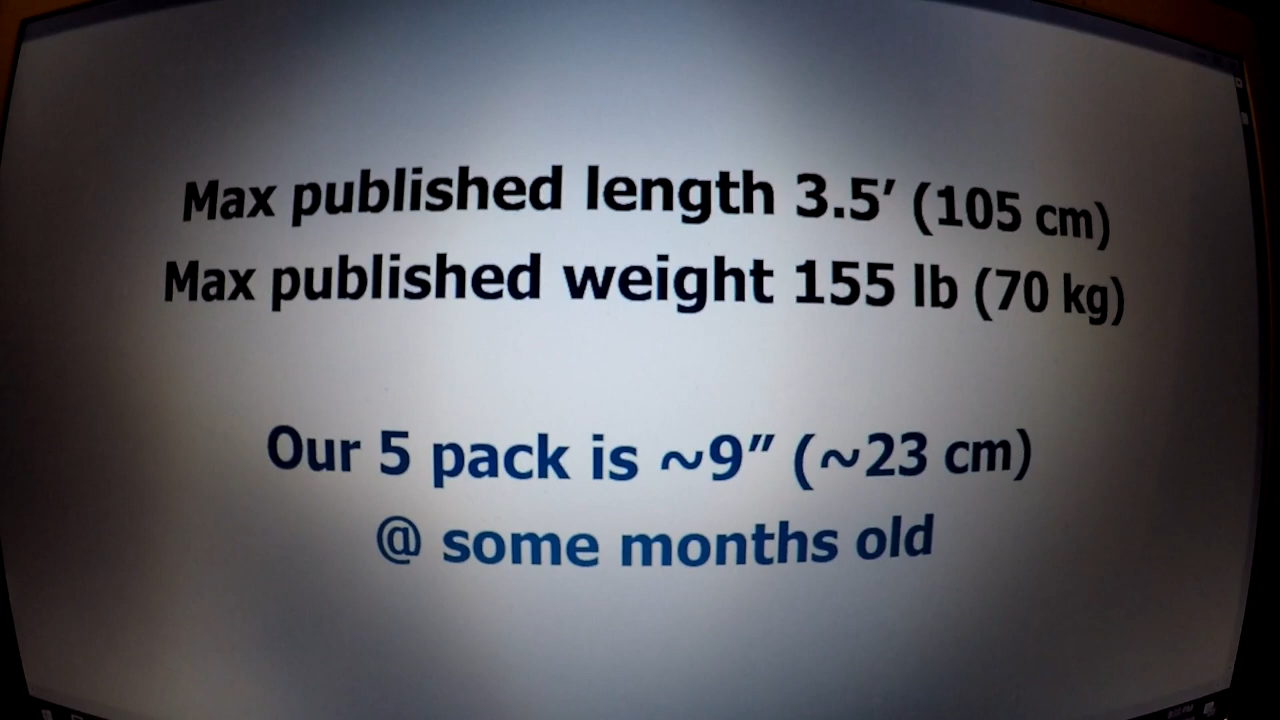 Max published length 3.5’ (105 cm)
Max published weight 155 lb (70 kg)
Our 5 pack is ~9” (~23 cm)
@ some months old